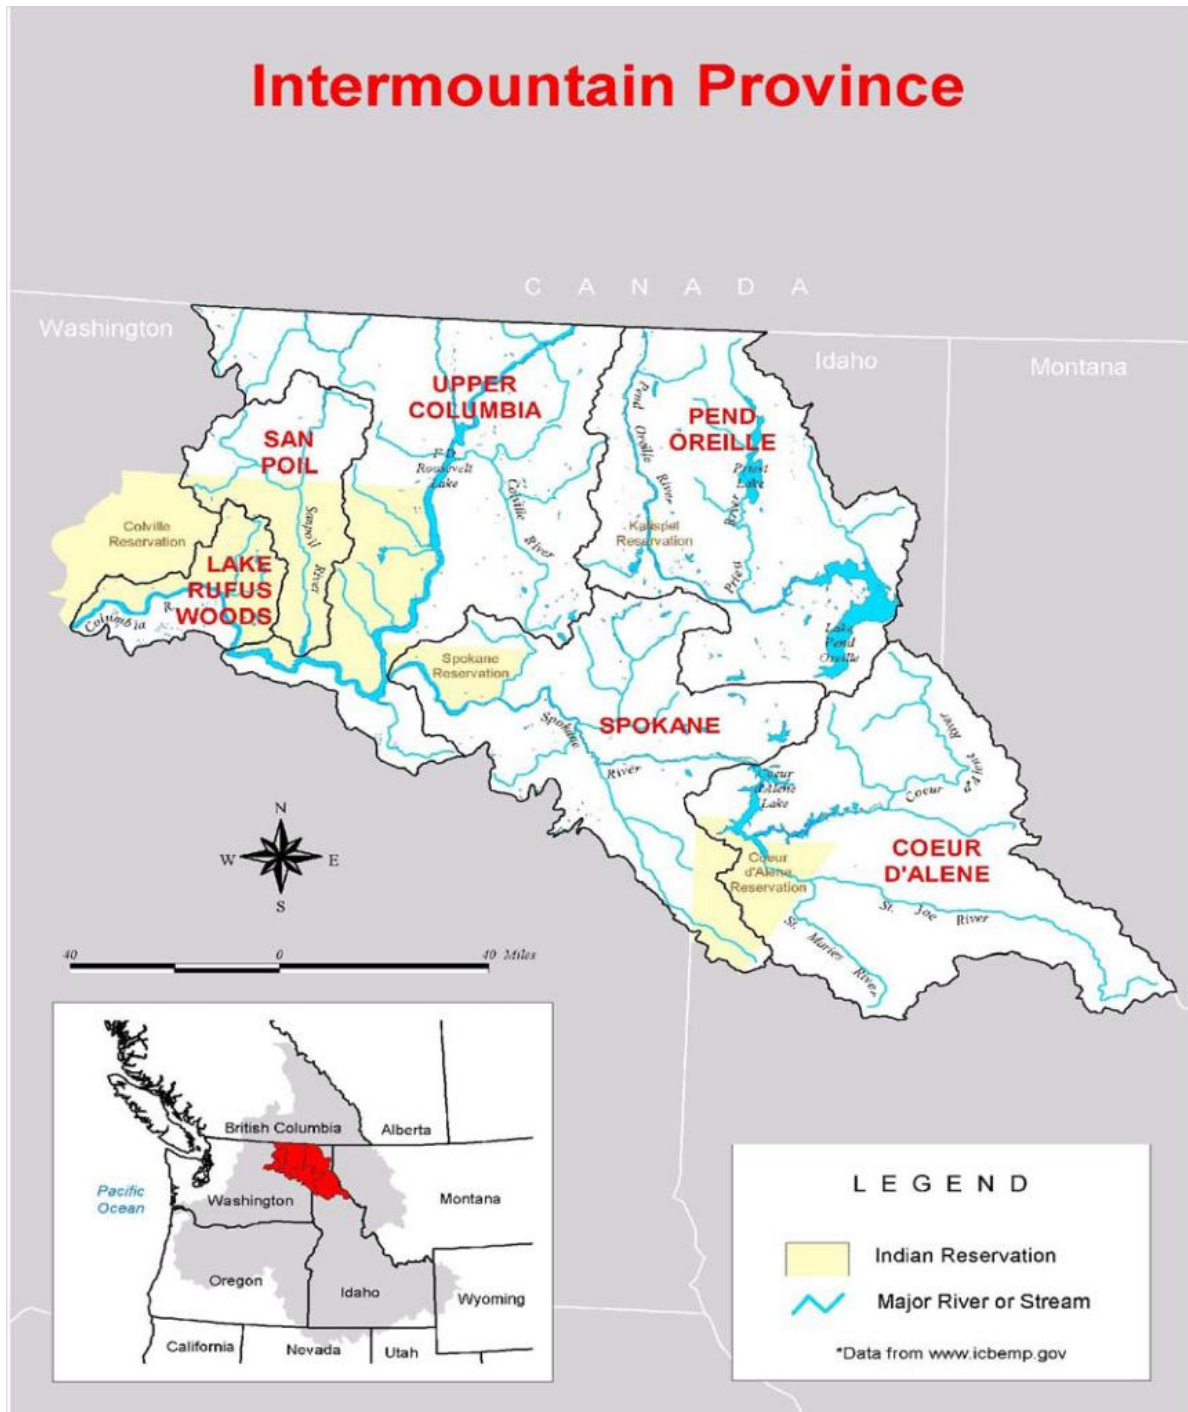 Intermountain Province
C A N A D A
Washington
Idaho
Montana
UPPER
COLUMBIA
PEND
OREILLE
SAN
POIL
F D
Roosevelt
Lake
Pend Oreille River
Priest
Lake
Colville River
Sanpoil River
Colville
Reservation
Kalispel
Reservation
Priest River
LAKE
RUFUS
WOODS
Columbia R.
Lake
Pend
Oreille
Spokane
Reservation
SPOKANE
Spokane River
Coeur
d'Alene
Lake
Coeur d'Alene River
COEUR
D'ALENE
Coeur
d'Alene
Reservation
St. Joe River
St. Maries River
N
W
E
S
40 0 40 Miles
British Columbia
Alberta
Pacific
Ocean
Washington
Montana
Oregon
Idaho
Wyoming
California
Nevada
Utah
L E G E N D
Indian Reservation
Major River or Stream
*Data from www.icbemp.gov